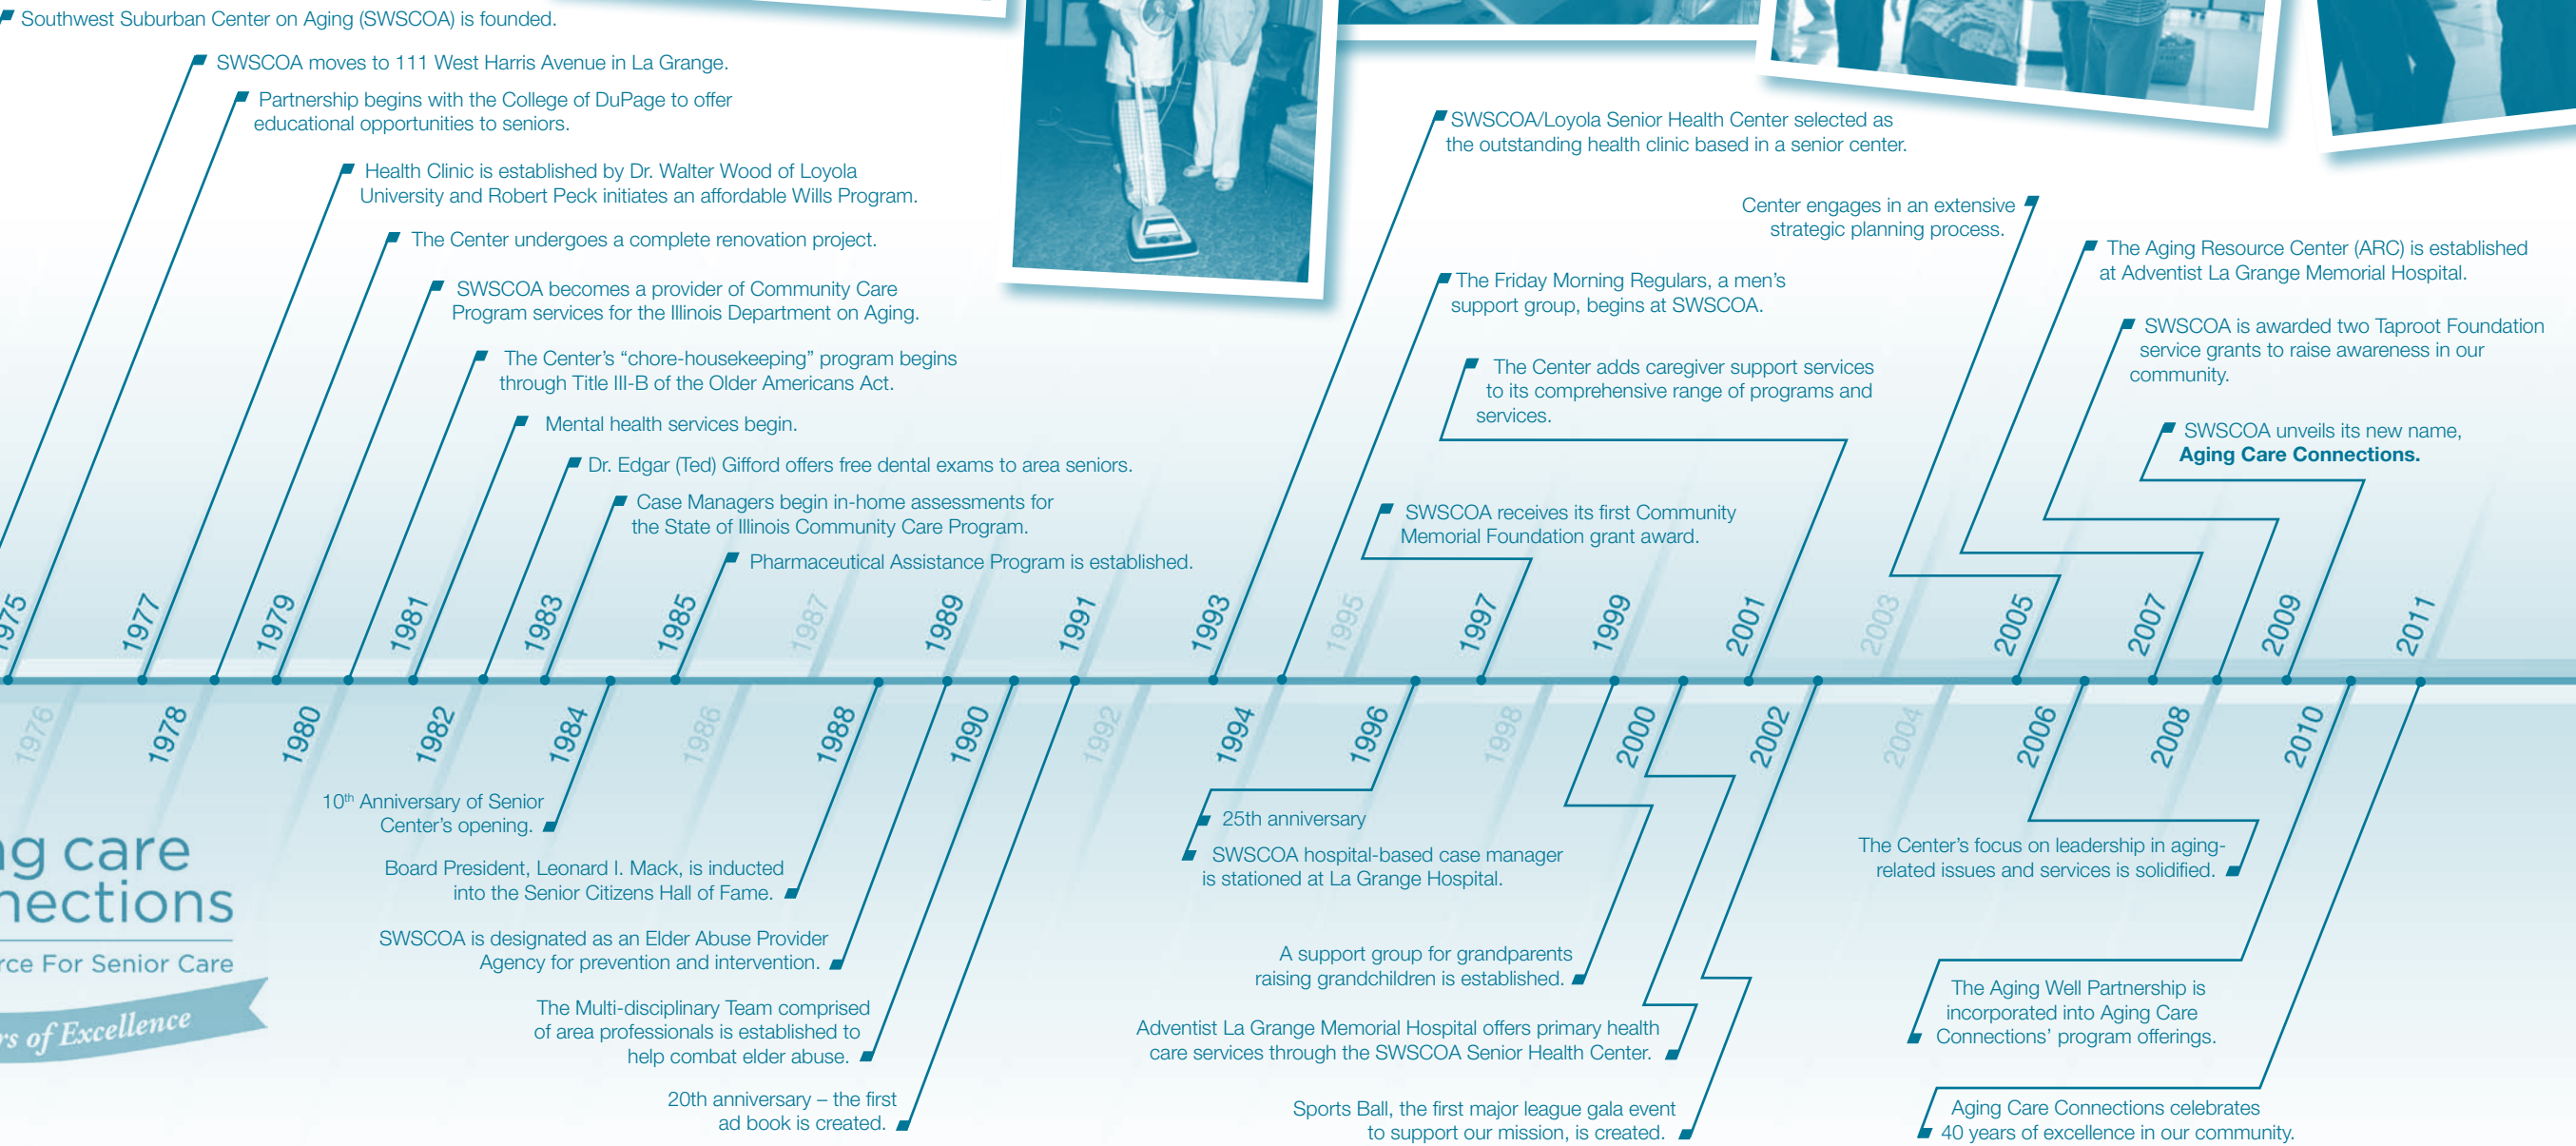 Southwest Suburban Center on Aging (SWSCOA) is founded.
SWSCOA moves to 111 West Harris Avenue in La Grange.
Partnership begins with the College of DuPage to offer
educational opportunities to seniors.
Health Clinic is established by Dr. Walter Wood of Loyola
University and Robert Peck initiates an affordable Wills Program.
The Center undergoes a complete renovation project.
SWSCOA becomes a provider of Community Care
Program services for the Illinois Department on Aging.
The Center’s “chore-housekeeping” program begins
through Title III-B of the Older Americans Act.
Mental health services begin.
Dr. Edgar (Ted) Gifford offers free dental exams to area seniors.
Case Managers begin in-home assessments for
the State of Illinois Community Care Program.
Pharmaceutical Assistance Program is established.
SWSCOA/Loyola Senior Health Center selected as
the outstanding health clinic based in a senior center.
The Friday Morning Regulars, a men’s
support group, begins at SWSCOA.
The Center adds caregiver support services
to its comprehensive range of programs and
services.
SWSCOA receives its first Community
Memorial Foundation grant award.
Center engages in an extensive
strategic planning process.
The Aging Resource Center (ARC) is established
at Adventist La Grange Memorial Hospital.
SWSCOA is awarded two Taproot Foundation
service grants to raise awareness in our
community.
SWSCOA unveils its new name,
Aging Care Connections.
975
1977
1979
1981
1983
1985
1987
1989
1991
1993
1995
1997
1999
2001
2003
2005
2007
2009
2011
1976
1978
1980
1982
1984
1986
1988
1990
1992
1994
1996
1998
2000
2002
2004
2006
2008
2010
10th Anniversary of Senior
Center’s opening.
Board President, Leonard I. Mack, is inducted
into the Senior Citizens Hall of Fame.
SWSCOA is designated as an Elder Abuse Provider
Agency for prevention and intervention.
The Multi-disciplinary Team comprised
of area professionals is established to
help combat elder abuse.
20th anniversary – the first
ad book is created.
25th anniversary
SWSCOA hospital-based case manager
is stationed at La Grange Hospital.
A support group for grandparents
raising grandchildren is established.
Adventist La Grange Memorial Hospital offers primary health
care services through the SWSCOA Senior Health Center.
Sports Ball, the first major league gala event
to support our mission, is created.
The Center’s focus on leadership in aging-
related issues and services is solidified.
The Aging Well Partnership is
incorporated into Aging Care
Connections’ program offerings.
Aging Care Connections celebrates
40 years of excellence in our community.
ng care
nections
rce For Senior Care
rs of Excellence